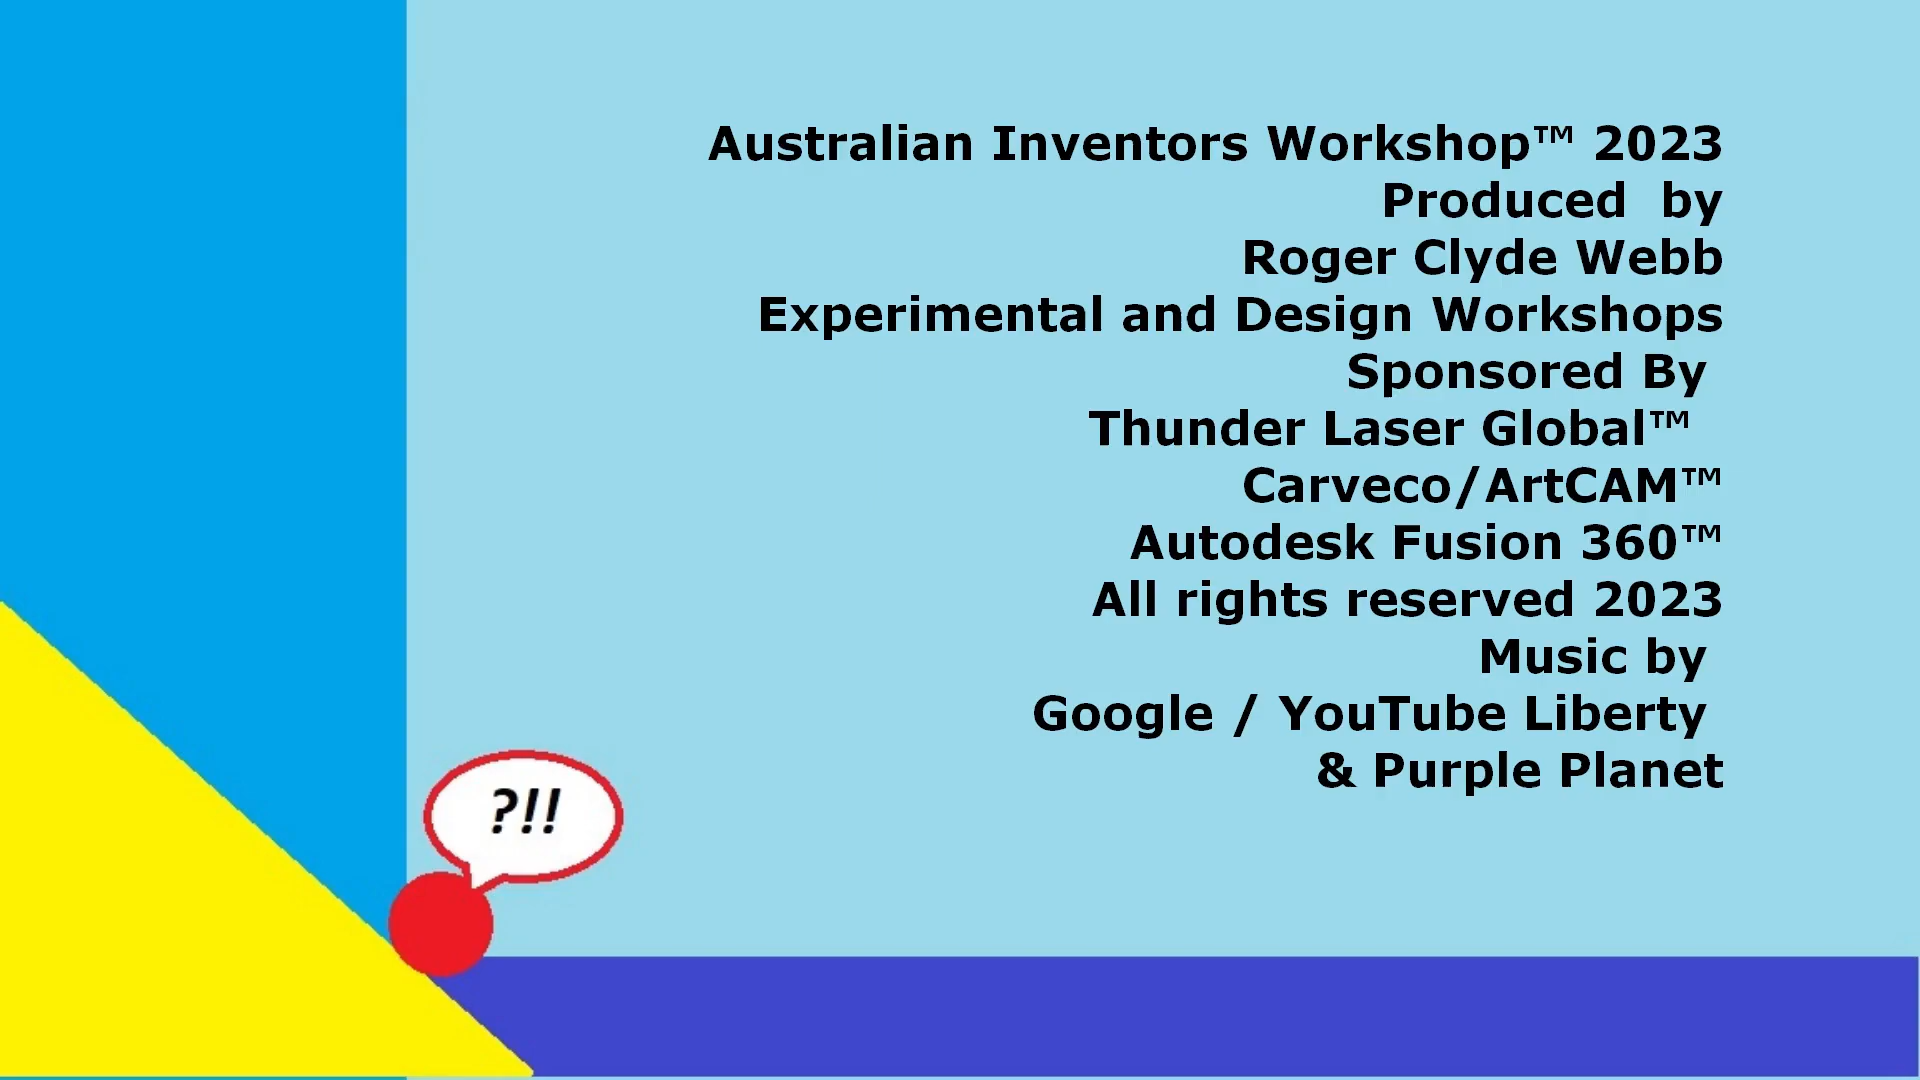 Australian Inventors Workshop™ 2023
Produced by
Roger Clyde Webb
Experimental and Design Workshops
Sponsored By
Thunder Laser Global™
Carveco/ArtCAM™
Autodesk Fusion 360™
All rights reserved 2023
Music by
Google / YouTube Liberty
& Purple Planet
?!!